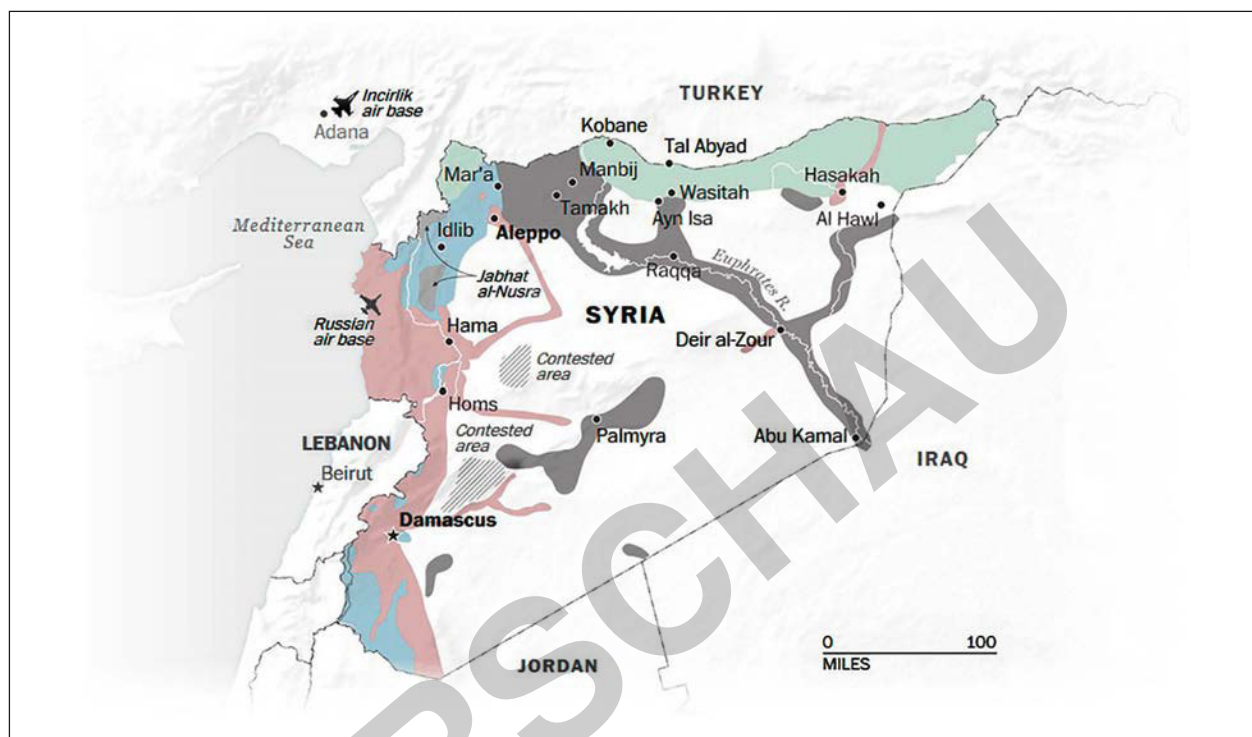 Incirlik
air base
Adana
TURKEY
Kobane
Tal Abyad
Mar'a
Manbij
Hasakah
Wasitah
Tamakh
Ayn Isa
Al Hawl
Mediterranean
Sea
Idlib
Aleppo
Raqqa
Euphrates R.
Jabhat
al-Nusra
SYRIA
Russian
air base
Hama
Deir al-Zour
Contested
area
Homs
Contested
area
Palmyra
Abu Kamal
LEBANON
Beirut
IRAQ
Damascus
JORDAN
0 100
MILES
RSCHAU